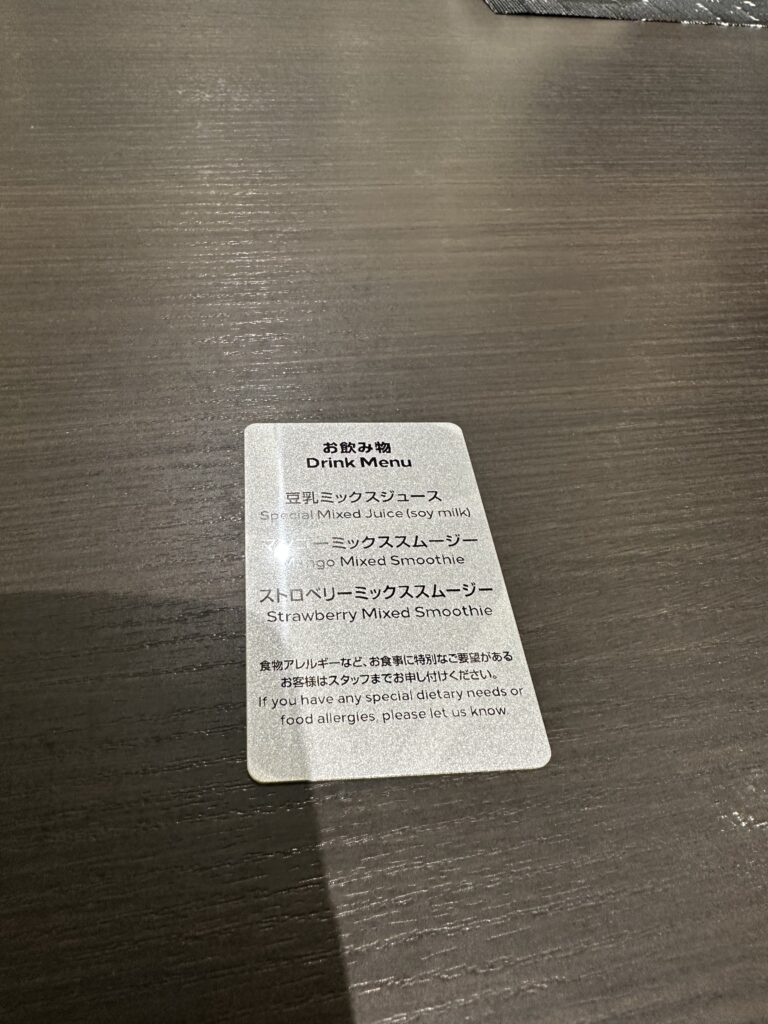 お飲み物
Drink Menu
豆乳ミックスジュース
Special Mixed Juice (soy milk)
マンゴーミックススムージー
Mango Mixed Smoothie
ストロベリーミックススムージー
Strawberry Mixed Smoothie
食物アレルギーなど、お食事に特別なご要望がある
お客様はスタッフまでお申し付けください。
If you have any special dietary needs or
food allergies, please let us know.